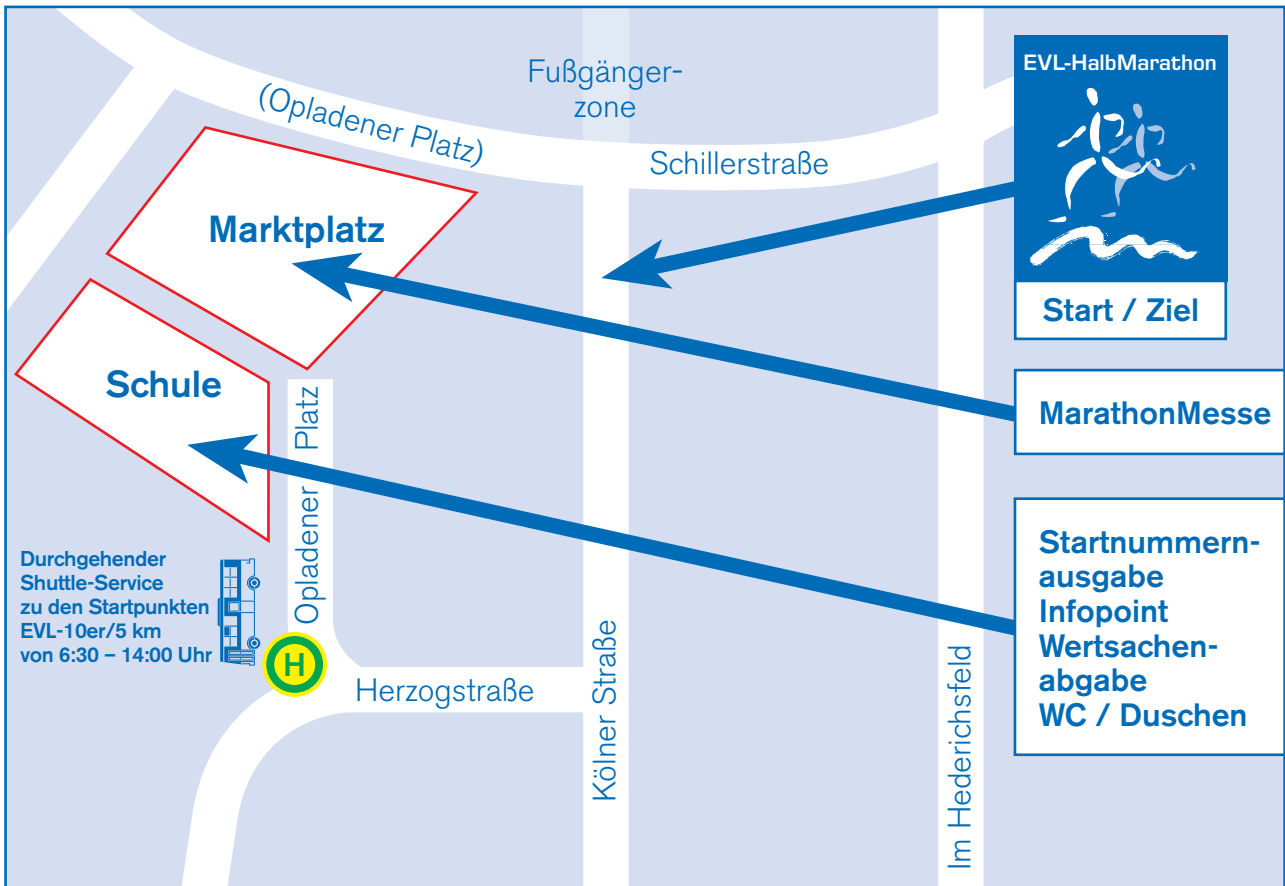 Fußgänger-
zone
(Opladener Platz)
Schillerstraße
EVL-HalbMarathon
Start / Ziel
Marktplatz
Schule
MarathonMesse
Opladener Platz
Startnummern-
ausgabe
Infopoint
Wertsachen-
abgabe
WC / Duschen
Durchgehender
Shuttle-Service
zu den Startpunkten
EVL-10er/5 km
von 6:30 – 14:00 Uhr
H
Herzogstraße
Kölner Straße
Im Hederichsfeld